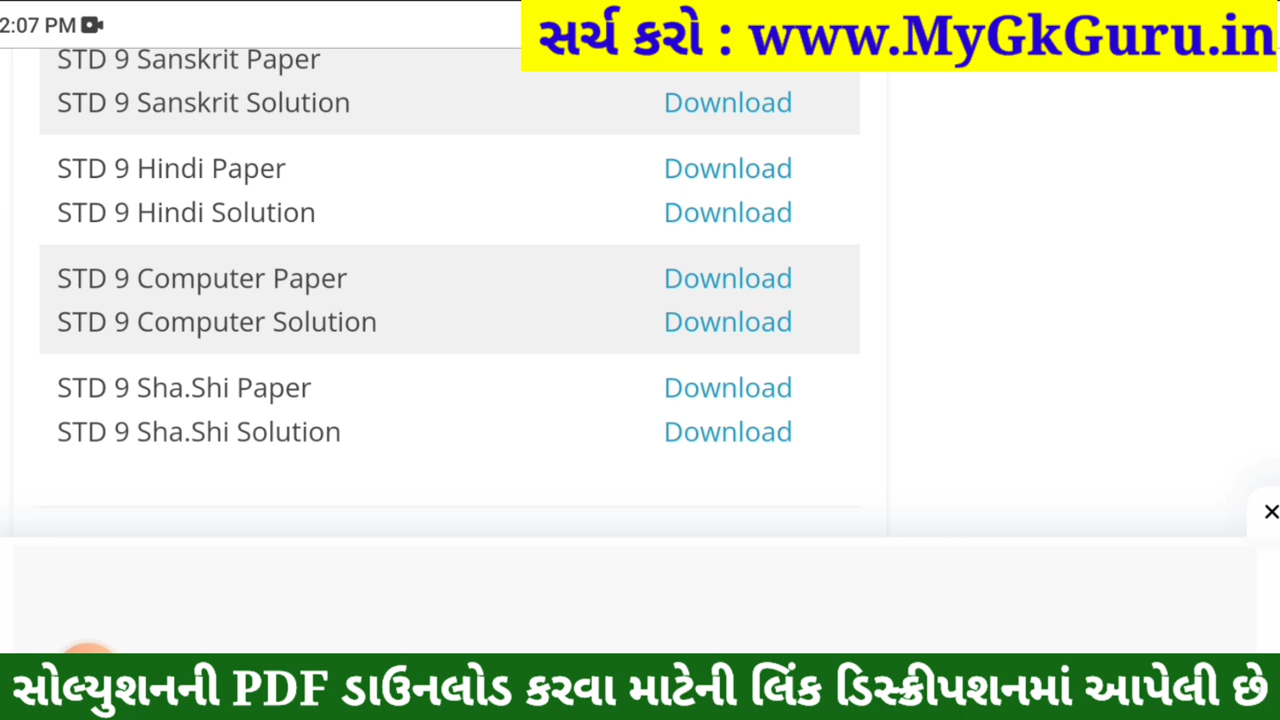 2:07 PM
સર્ચ કરો : www.MyGkGuru.in
STD 9 Sanskrit Paper
STD 9 Sanskrit Solution Download
STD 9 Hindi Paper Download
STD 9 Hindi Solution Download
STD 9 Computer Paper Download
STD 9 Computer Solution Download
STD 9 Sha.Shi Paper Download
STD 9 Sha.Shi Solution Download
સોલ્યુશનની PDF ડાઉનલોડ કરવા માટેની લિંક ડિસ્ક્રીપશનમાં આપેલી છે